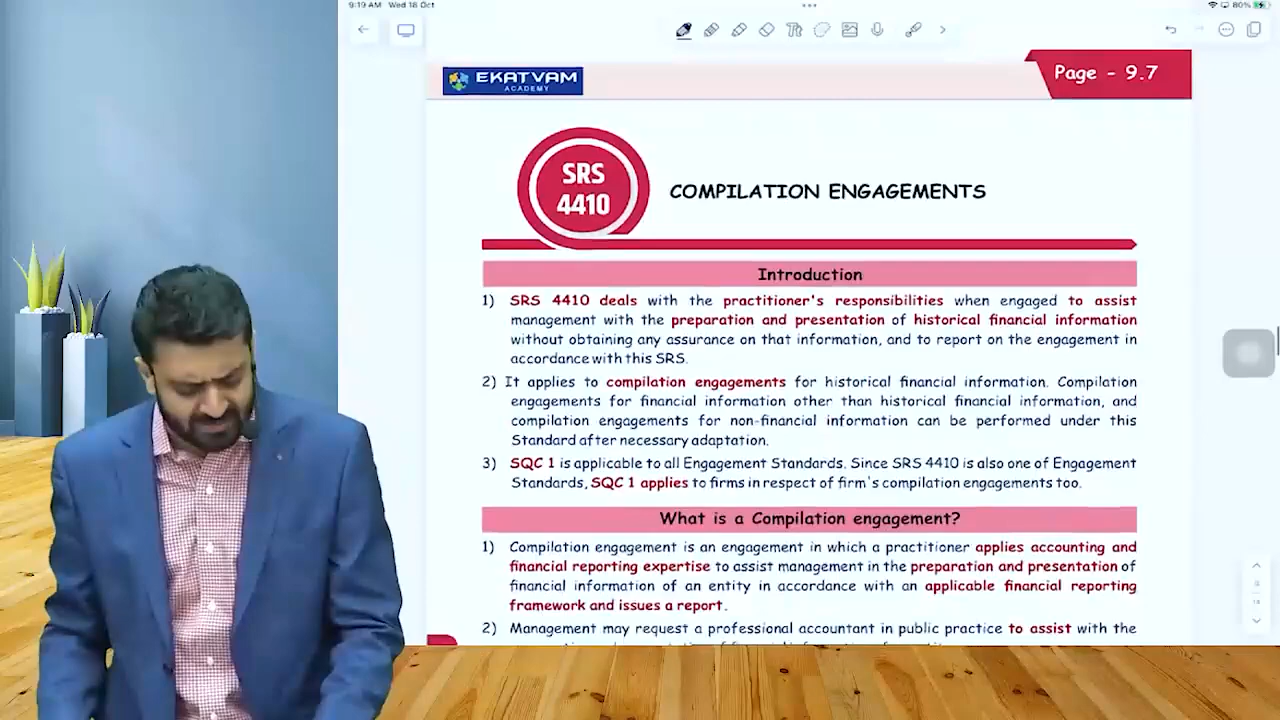 9:19 AM Wed 18 Oct
80%
EKATVAM
ACADEMY
Page - 9.7
SRS
4410
COMPILATION ENGAGEMENTS
Introduction
1) SRS 4410 deals with the practitioner's responsibilities when engaged to assist
management with the preparation and presentation of historical financial information
without obtaining any assurance on that information, and to report on the engagement in
accordance with this SRS.
2) It applies to compilation engagements for historical financial information. Compilation
engagements for financial information other than historical financial information, and
compilation engagements for non-financial information can be performed under this
Standard after necessary adaptation.
3) SQC 1 is applicable to all Engagement Standards. Since SRS 4410 is also one of Engagement
Standards, SQC 1 applies to firms in respect of firm's compilation engagements too.
What is a Compilation engagement?
1) Compilation engagement is an engagement in which a practitioner applies accounting and
financial reporting expertise to assist management in the preparation and presentation of
financial information of an entity in accordance with an applicable financial reporting
framework and issues a report.
2) Management may request a professional accountant in public practice to assist with the